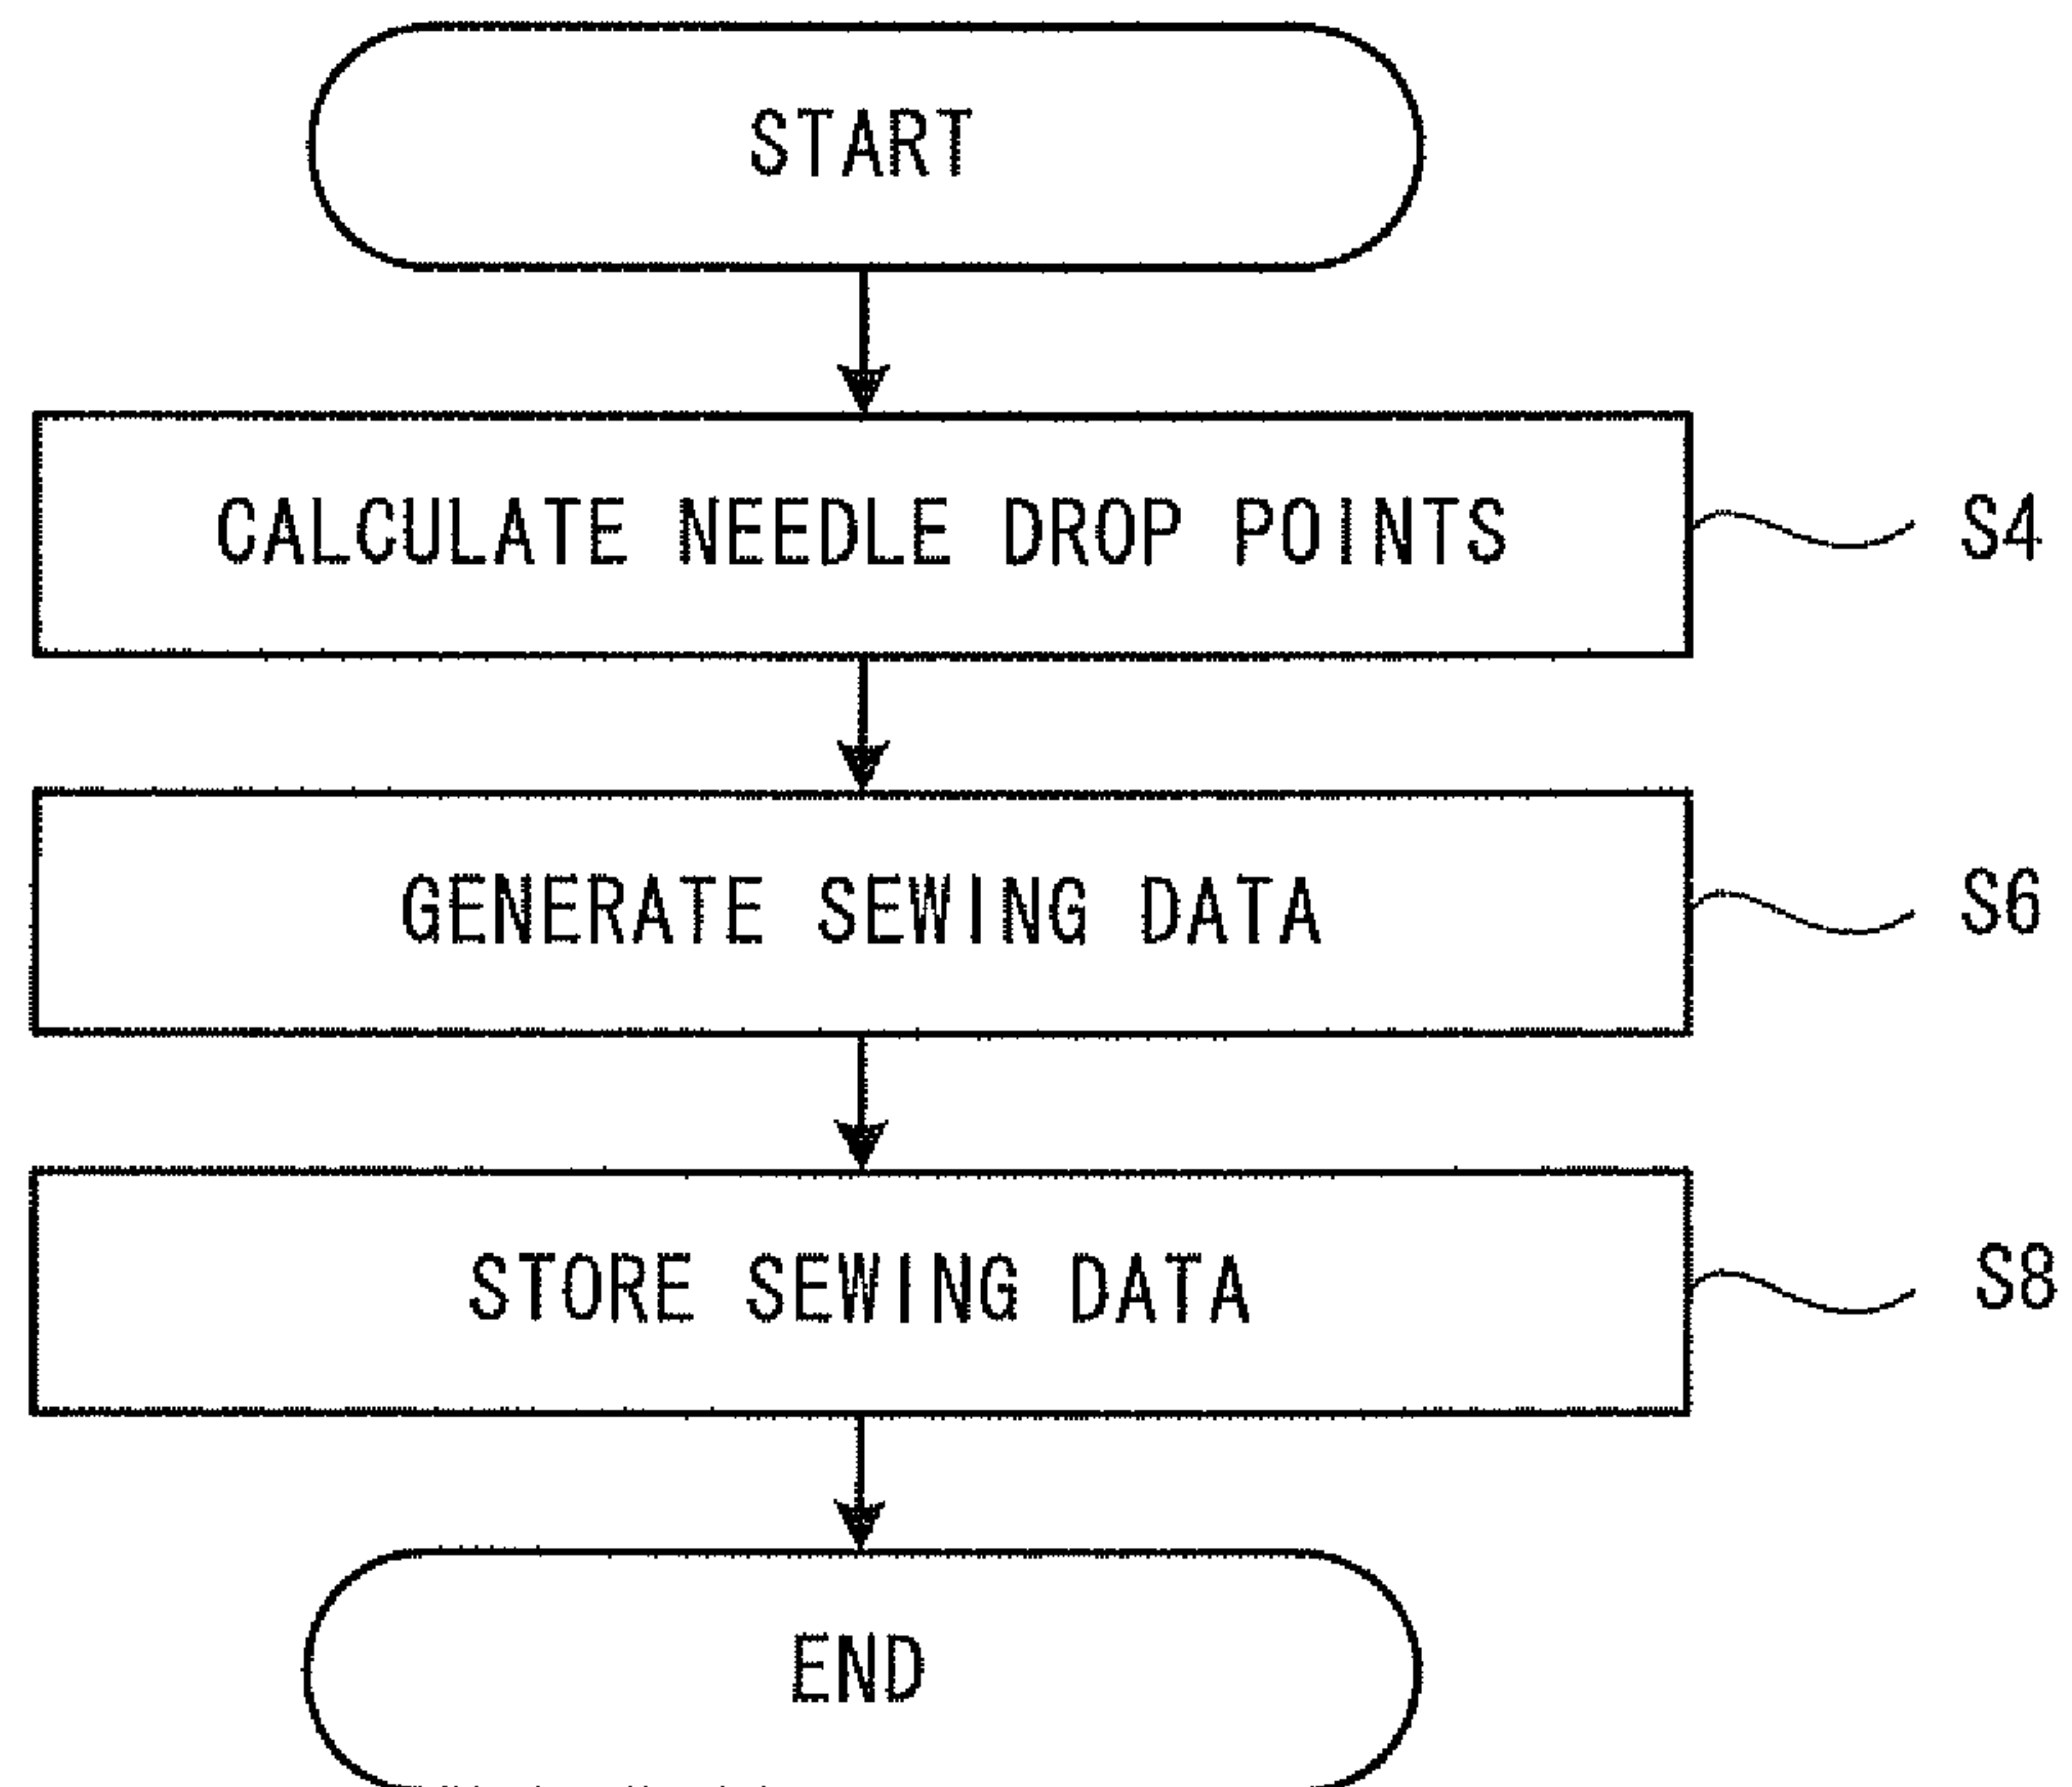 START
CALCULATE NEEDLE DROP POINTS S4
GENERATE SEWING DATA S6
STORE SEWING DATA S8
END